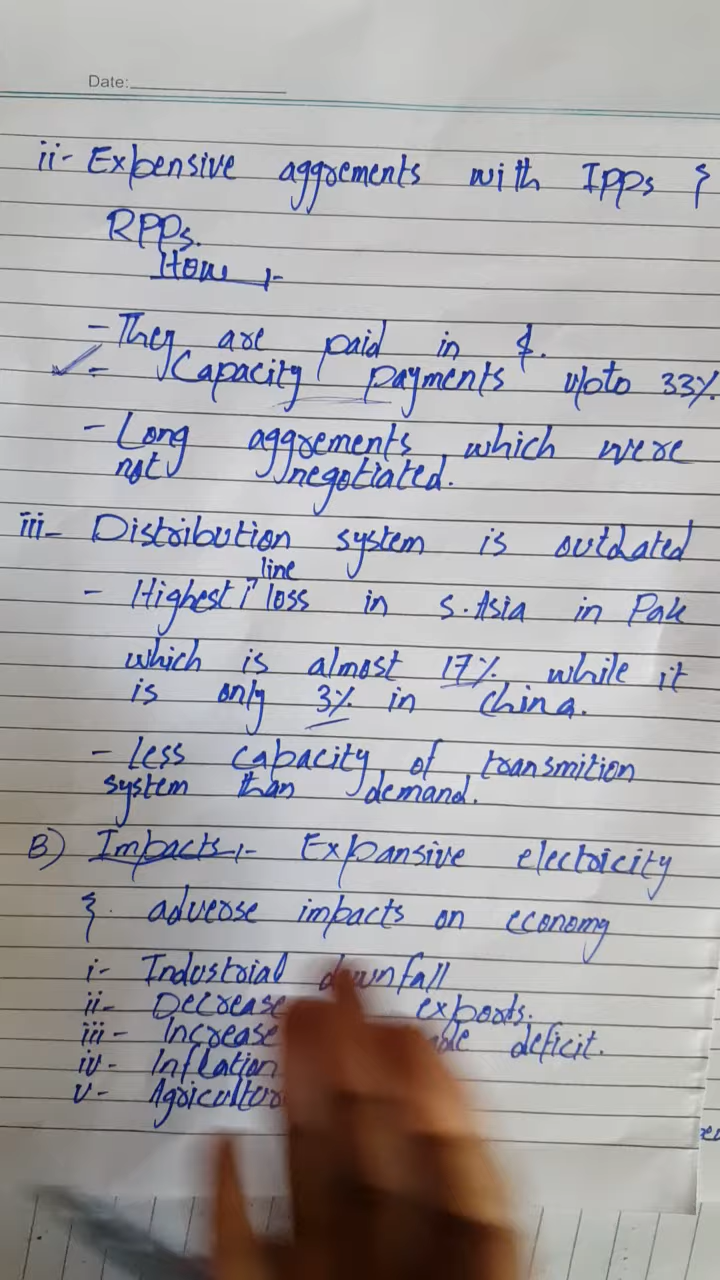 Date:
ii- Expensive aggrements with IPPs &
RPPs.
How :-
- They are paid in $.
- Capacity payments upto 33%.
- Long aggrements which were
not negotiated.
iii- Distribution system is outdated
line
- Highest loss in S.Asia in Pak
which is almost 17% while it
is only 3% in China.
- Less capacity of transmition
system than demand.
B) Impacts:- Expansive electricity
& adverse impacts on economy
i- Industrial downfall
ii- Decrease exports.
iii- Increase deficit.
iv- Inflation
v-